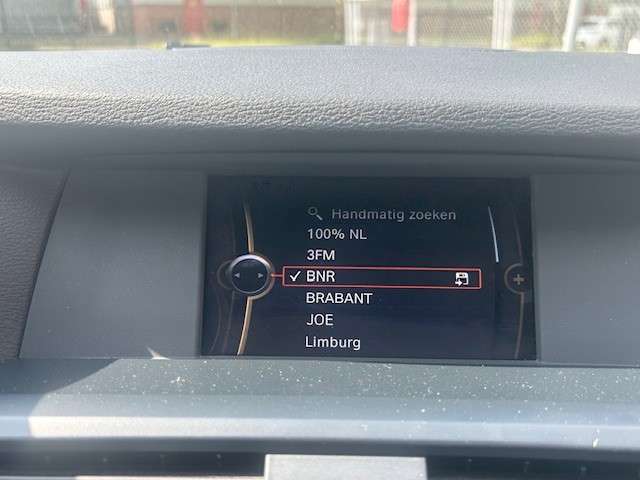 Handmatig zoeken
100% NL
3FM
✓ BNR
BRABANT
JOE
Limburg